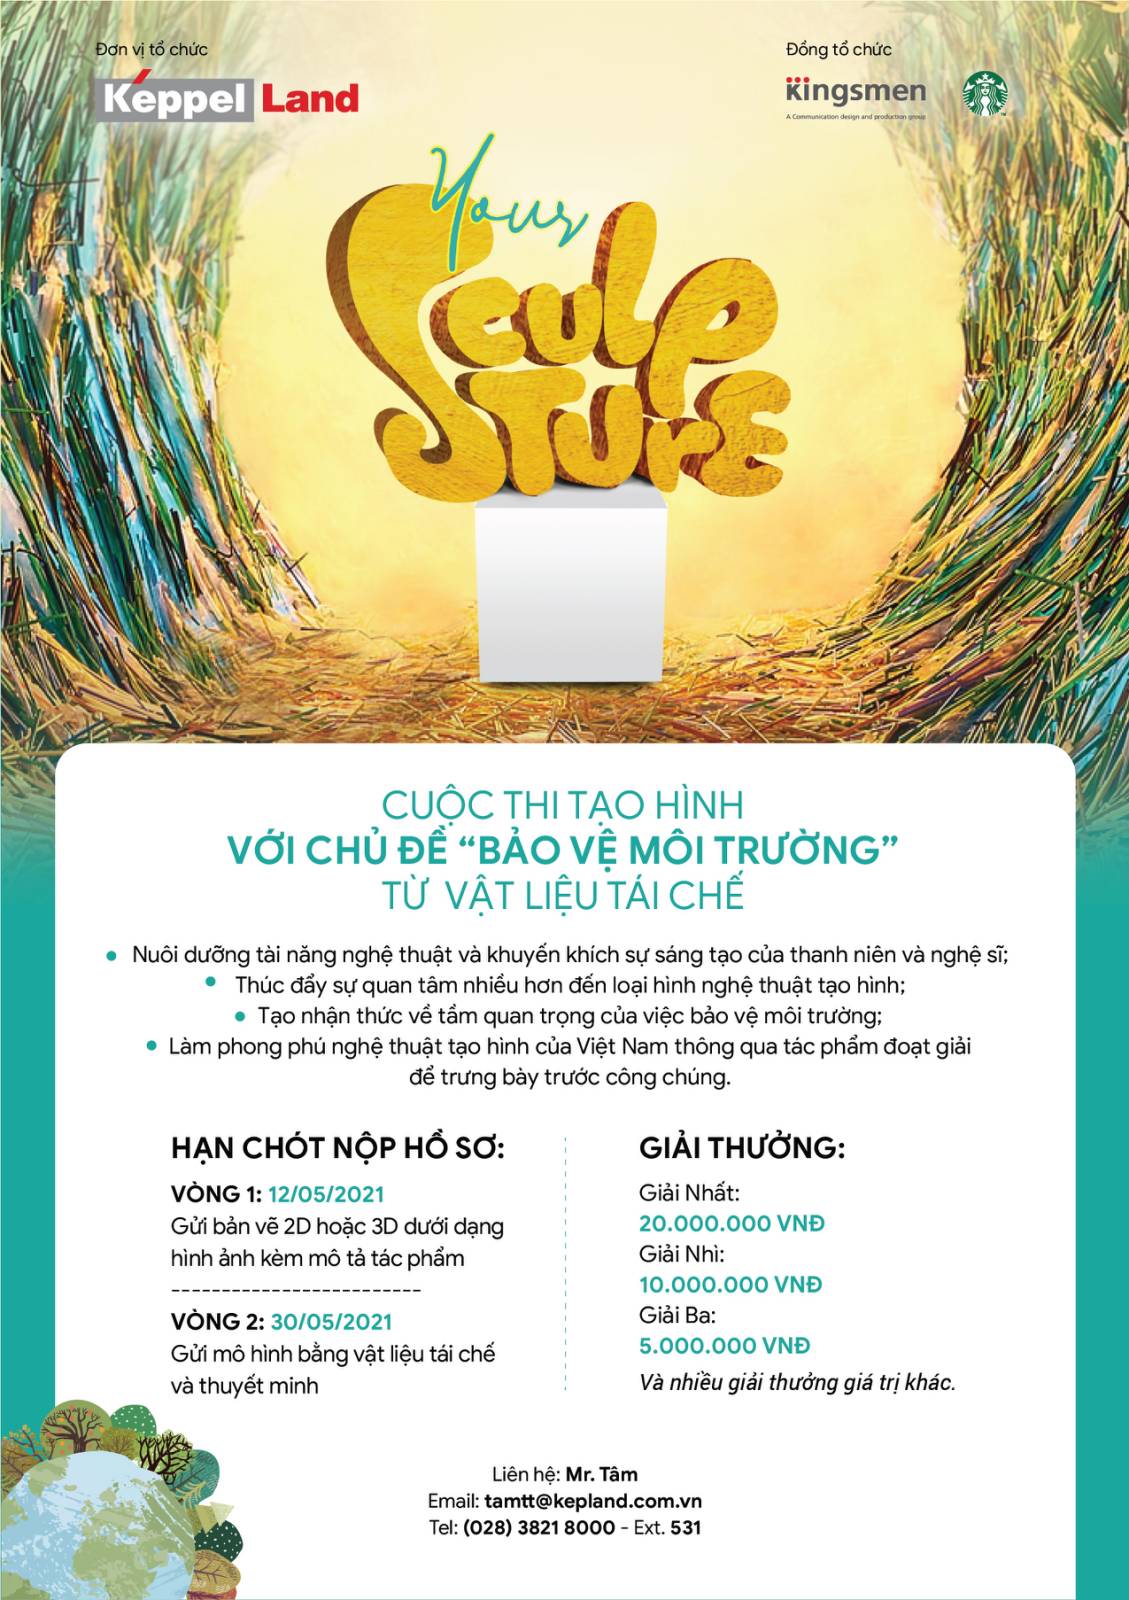 Đơn vị tổ chức
Đồng tổ chức
Keppel Land
Kingsmen
A Communication design and production group
Your
Sculp
ture
CUỘC THI TẠO HÌNH
VỚI CHỦ ĐỀ “BẢO VỆ MÔI TRƯỜNG”
TỪ VẬT LIỆU TÁI CHẾ
• Nuôi dưỡng tài năng nghệ thuật và khuyến khích sự sáng tạo của thanh niên và nghệ sĩ;
• Thúc đẩy sự quan tâm nhiều hơn đến loại hình nghệ thuật tạo hình;
• Tạo nhận thức về tầm quan trọng của việc bảo vệ môi trường;
• Làm phong phú nghệ thuật tạo hình của Việt Nam thông qua tác phẩm đoạt giải
để trưng bày trước công chúng.
HẠN CHÓT NỘP HỒ SƠ:
VÒNG 1: 12/05/2021
Gửi bản vẽ 2D hoặc 3D dưới dạng
hình ảnh kèm mô tả tác phẩm
-------------------------
VÒNG 2: 30/05/2021
Gửi mô hình bằng vật liệu tái chế
và thuyết minh
GIẢI THƯỞNG:
Giải Nhất:
20.000.000 VNĐ
Giải Nhì:
10.000.000 VNĐ
Giải Ba:
5.000.000 VNĐ
Và nhiều giải thưởng giá trị khác.
Liên hệ: Mr. Tâm
Email: tamtt@kepland.com.vn
Tel: (028) 3821 8000 - Ext. 531